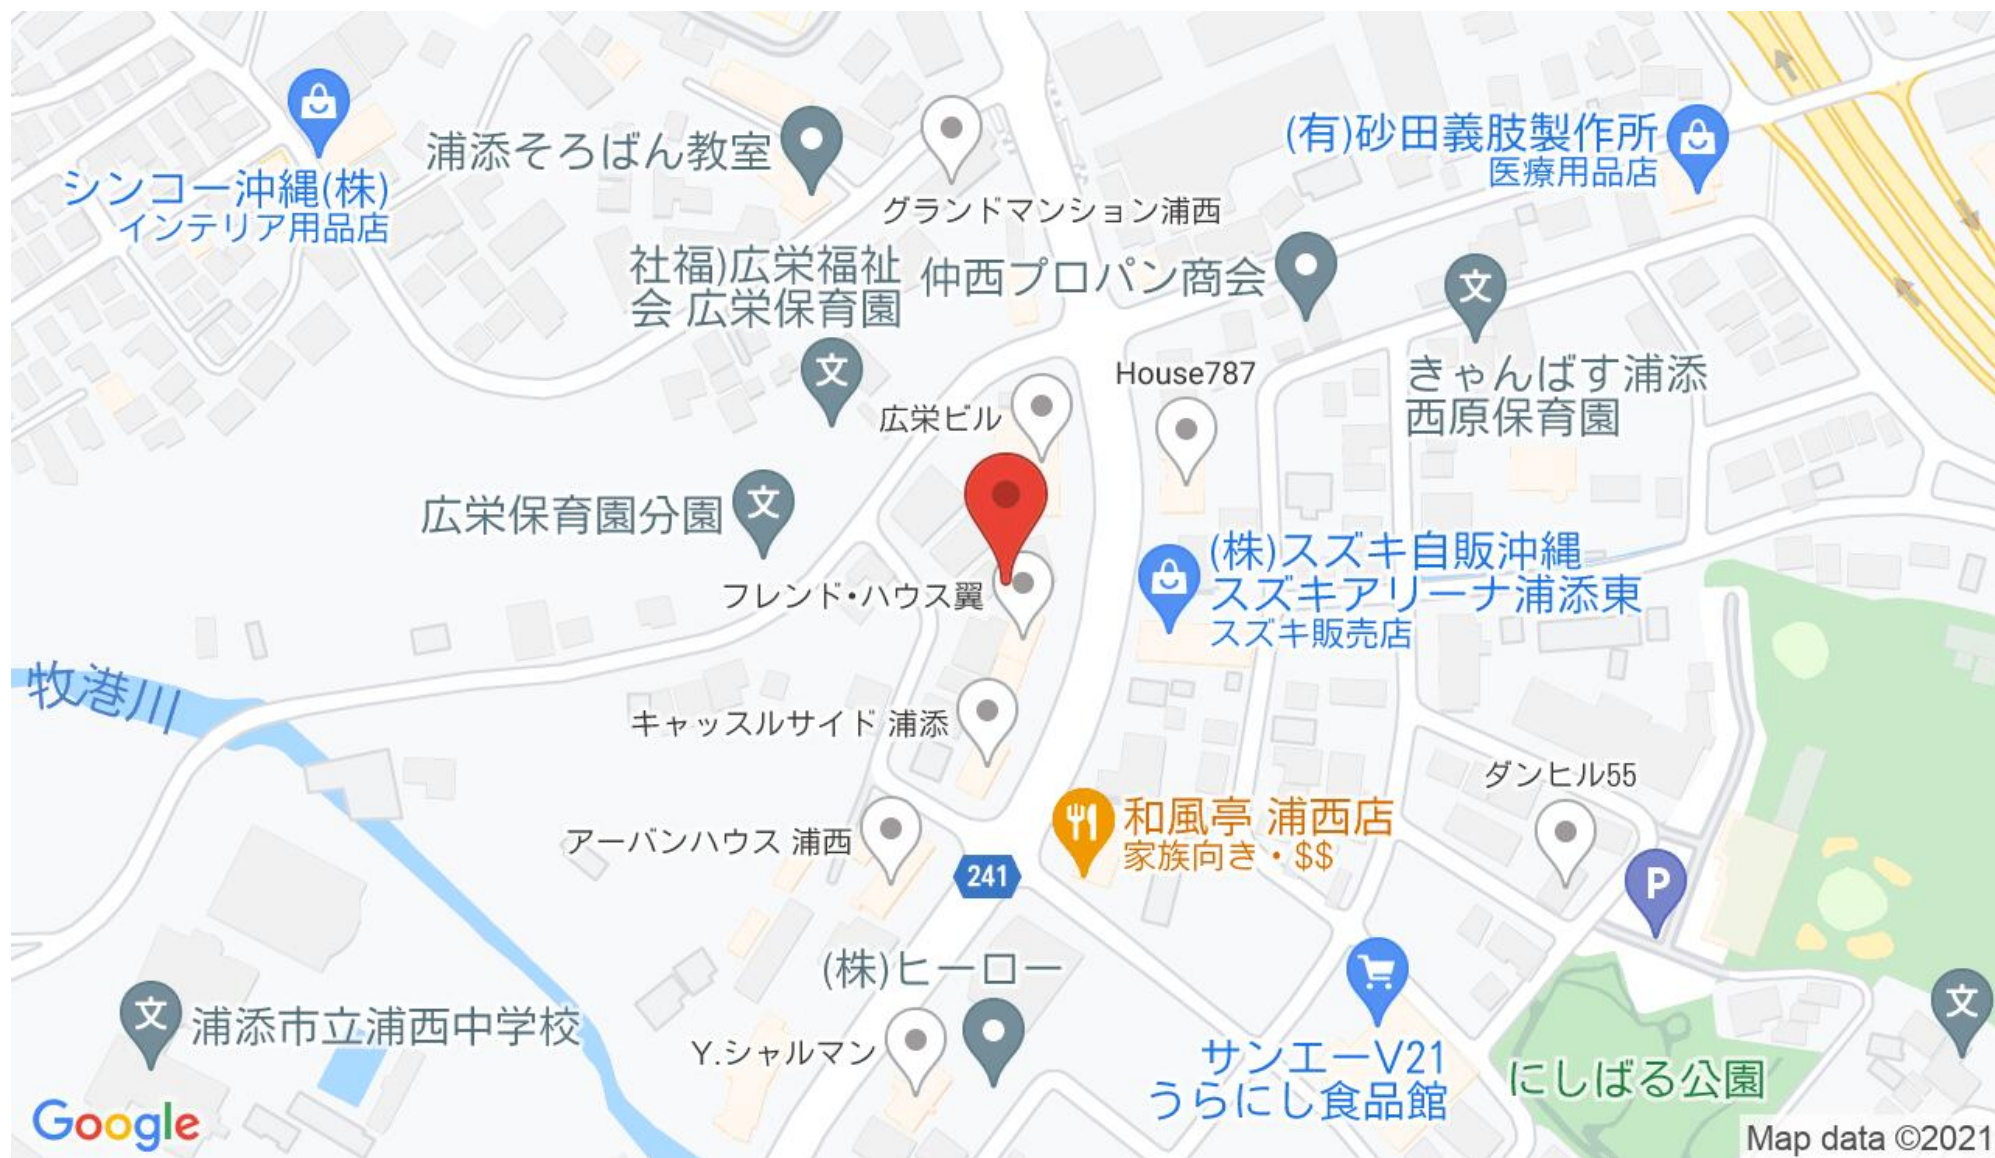 浦添そろばん教室
(有)砂田義肢製作所
医療用品店
シンコー沖縄(株)
インテリア用品店
グランドマンション浦西
社福)広栄福祉
会 広栄保育園
仲西プロパン商会
文
文
House787
きゃんばす浦添
西原保育園
広栄ビル
広栄保育園分園
文
(株)スズキ自販沖縄
スズキアリーナ浦添東
スズキ販売店
フレンド•ハウス翼
牧港川
キャッスルサイド 浦添
ダンヒル55
和風亭 浦西店
家族向き・$$
アーバンハウス 浦西
241
P
(株)ヒーロー
文
浦添市立浦西中学校
文
Y.シャルマン
サンエーV21
うらにし食品館
にしばる公園
Google
Map data ©2021